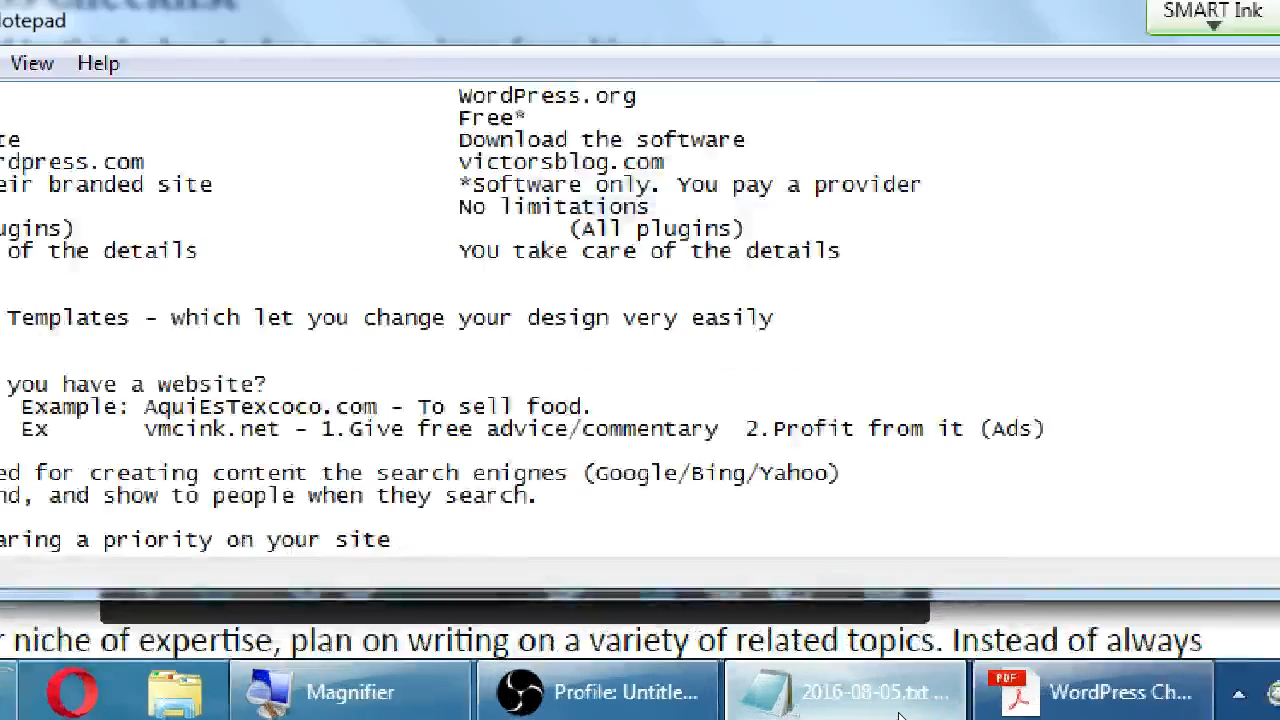 otepad
SMART Ink
View Help
WordPress.org
Free*
te Download the software
rdpress.com victorsblog.com
eir branded site *Software only. You pay a provider
No limitations
ugins) (All plugins)
of the details YOU take care of the details
Templates - which let you change your design very easily
you have a website?
Example: AquiEsTexcoco.com - To sell food.
Ex vmcink.net - 1.Give free advice/commentary 2.Profit from it (Ads)
ed for creating content the search enignes (Google/Bing/Yahoo)
nd, and show to people when they search.
aring a priority on your site
r niche of expertise, plan on writing on a variety of related topics. Instead of always
Magnifier Profile: Untitle... 2016-08-05.txt ... PDF WordPress Ch...